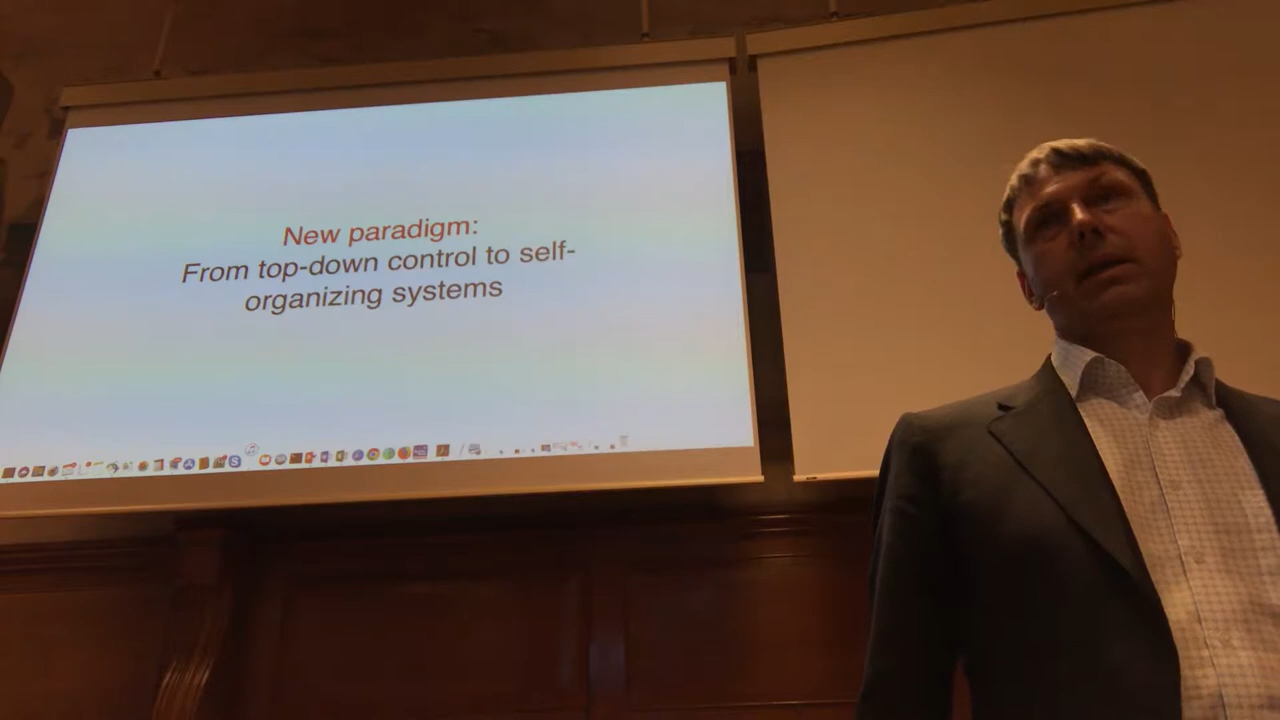 New paradigm:
From top-down control to self-
organizing systems